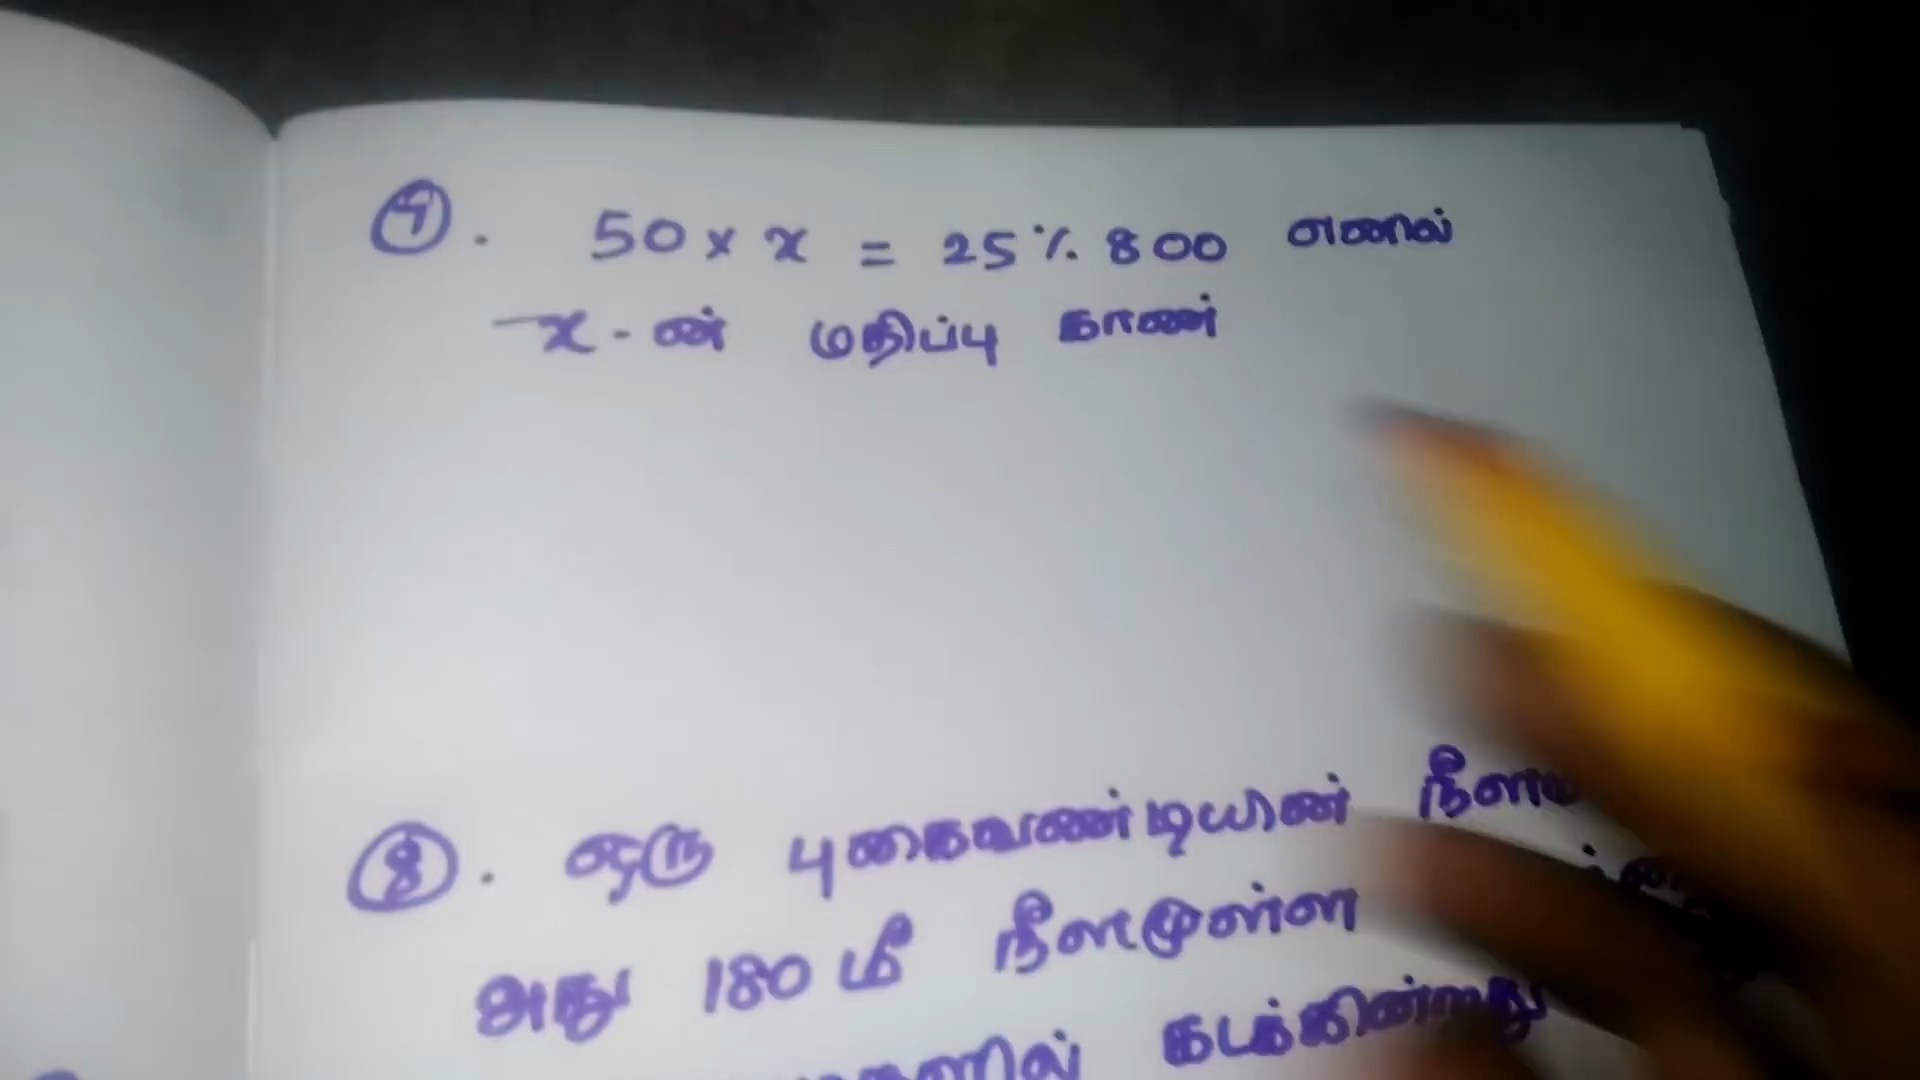 7. 50 × x = 25% 800 எனில்
x - ன் மதிப்பு காண்
8. ஒரு புகைவண்டியின்
அது 180 மீ நீளமுள்ள
கடக்கின்றது